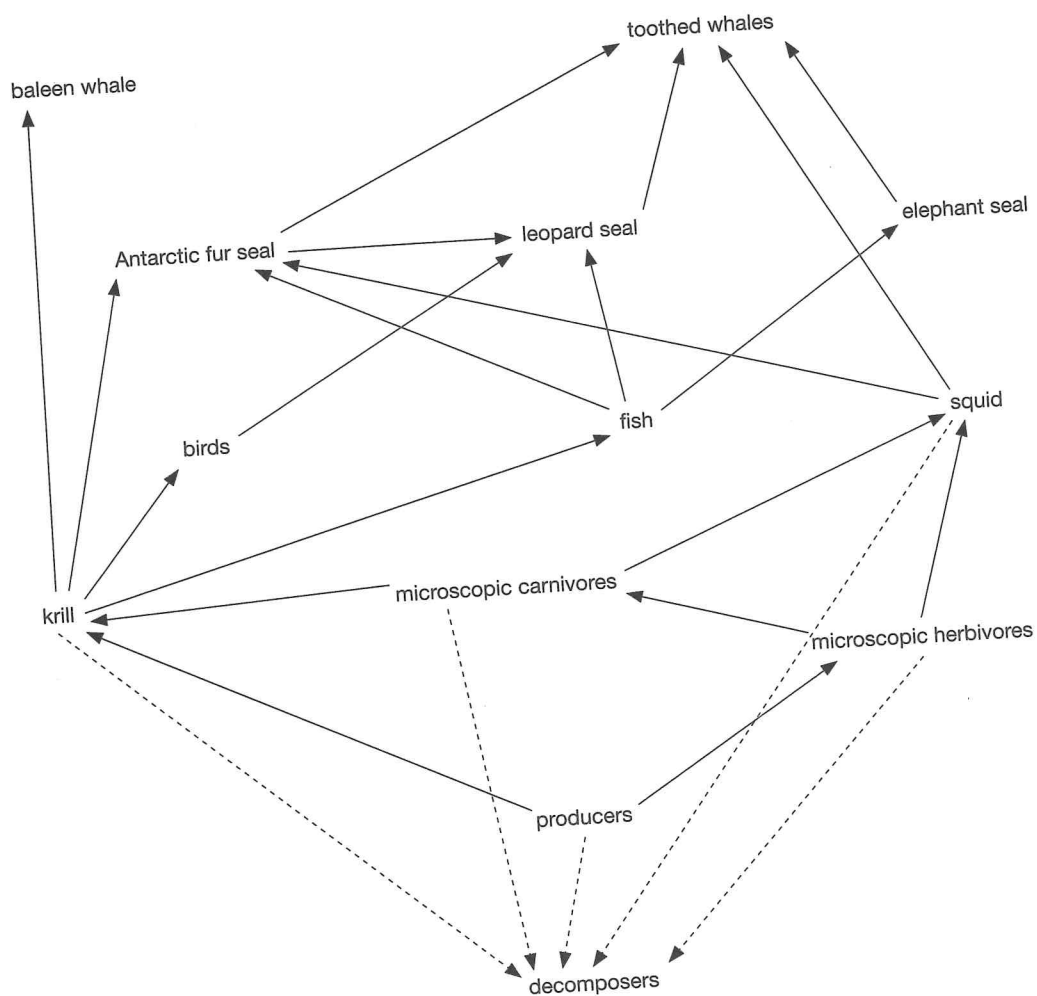 toothed whales
baleen whale
elephant seal
leopard seal
Antarctic fur seal
squid
fish
birds
microscopic carnivores
krill
microscopic herbivores
producers
decomposers